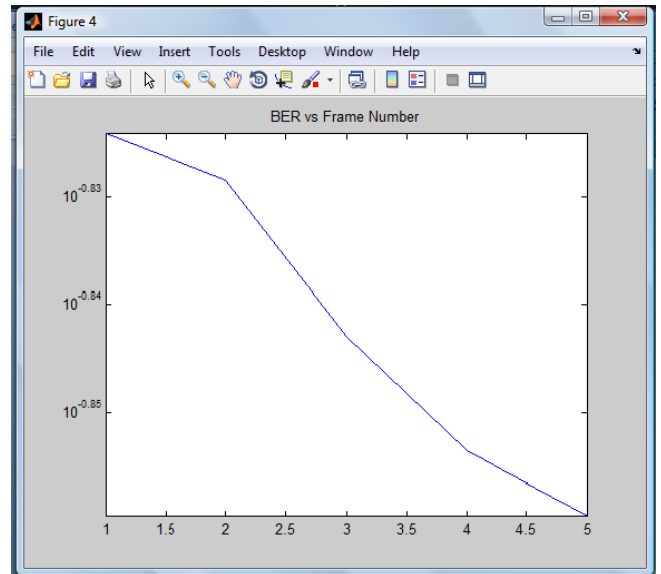 Figure 4
File Edit View Insert Tools Desktop Window Help
BER vs Frame Number
10^-0.83
10^-0.84
10^-0.85
1 1.5 2 2.5 3 3.5 4 4.5 5